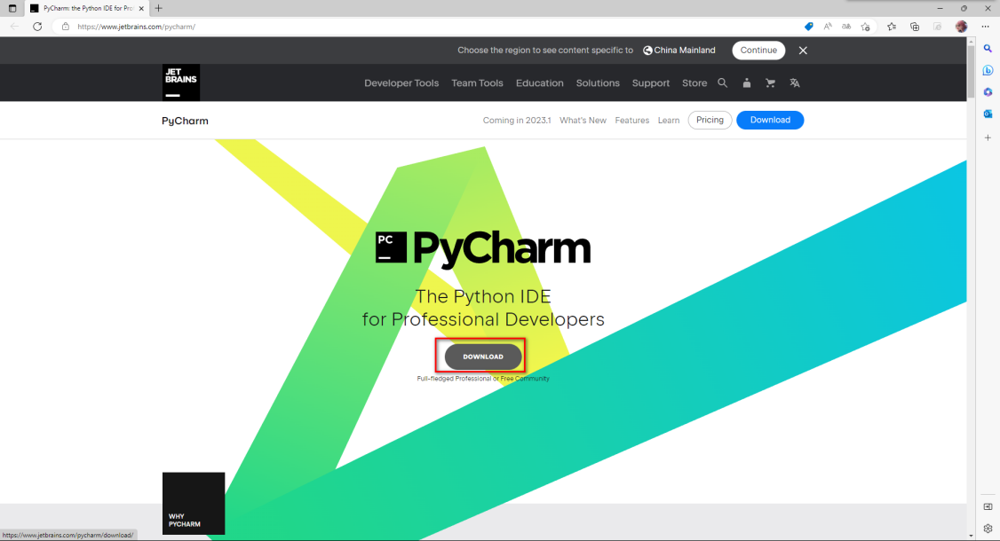 PyCharm: the Python IDE for Pro
https://www.jetbrains.com/pycharm/
Choose the region to see content specific to China Mainland Continue
JET
BRAINS
Developer Tools Team Tools Education Solutions Support Store
PyCharm Coming in 2023.1 What's New Features Learn Pricing Download
PC PyCharm
The Python IDE
for Professional Developers
DOWNLOAD
Full-fledged Professional or Free Community
WHY
PYCHARM
https://www.jetbrains.com/pycharm/download/